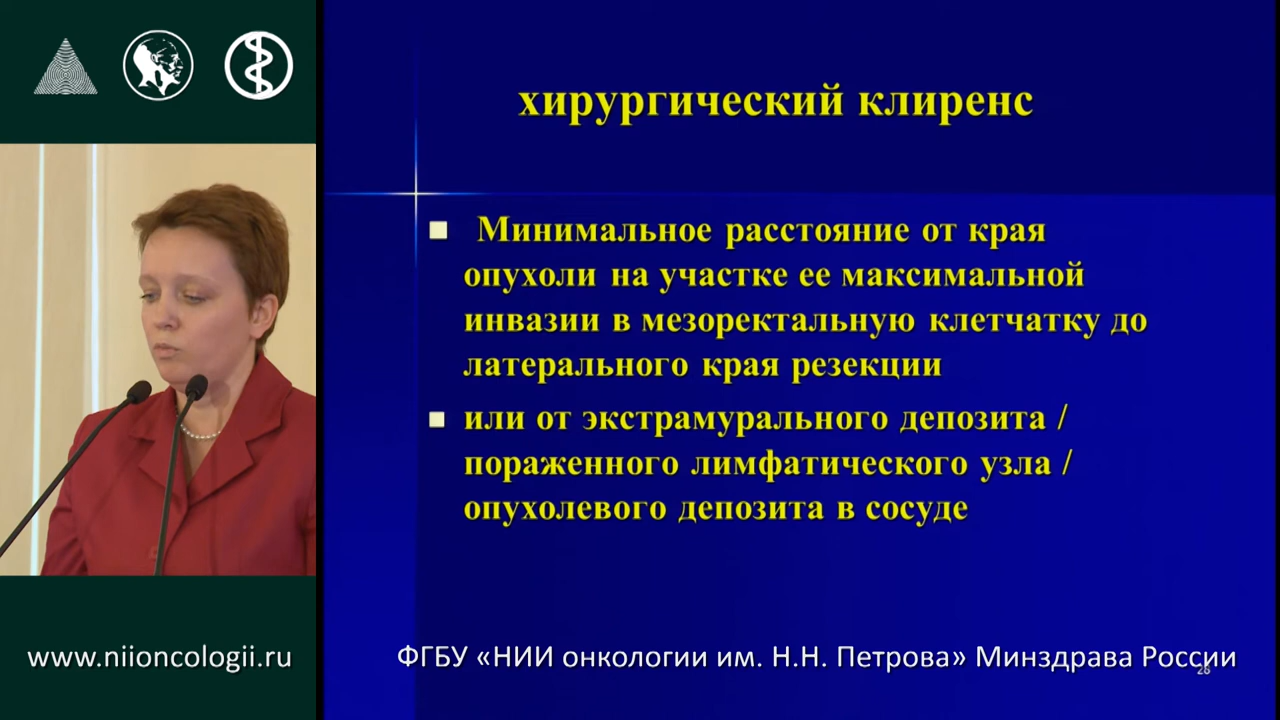 хирургический клиренс
Минимальное расстояние от края
опухоли на участке ее максимальной
инвазии в мезоректальную клетчатку до
латерального края резекции
или от экстрамурального депозита /
пораженного лимфатического узла /
опухолевого депозита в сосуде
www.niioncologii.ru
ФГБУ «НИИ онкологии им. Н.Н. Петрова» Минздрава России
26